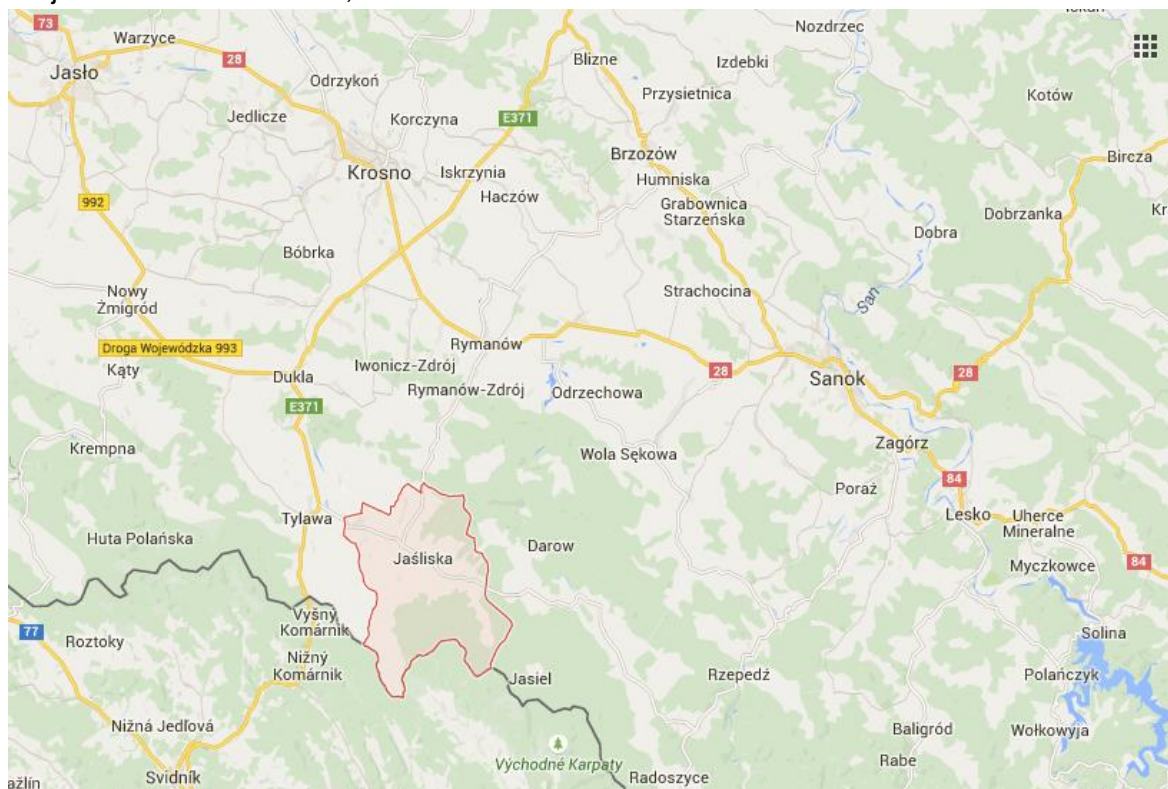 73
Warzyce
28
Jasło
Odrzykoń
Jedlicze
Korczyna
E371
Krosno
Iskrzynia
Haczów
Nozdrzec
Blizne
Izdebki
Przysietnica
Kotów
Brzozów
Humniska
Bircza
Grabownica
Starzeńska
Dobrzanka
Kr
Dobra
992
Bóbrka
San
Strachocina
Nowy
Żmigród
Droga Wojewódzka 993
Kąty
Rymanów
Iwonicz-Zdrój
Rymanów-Zdrój
Dukla
E371
Odrzechowa
28
Sanok
28
Krempna
Wola Sękowa
Zagórz
84
Poraż
Lesko
Uherce
Mineralne
Tylawa
Huta Polańska
Jaśliska
Darow
Myczkowce
84
Vyšný
Komárnik
77
Roztoky
Nižný
Komárnik
Jasiel
Rzepedź
Solina
Polańczyk
Nižná Jedľová
Baligród
Wołkowyja
Svidník
Východné Karpaty
Rabe
Radoszyce
ažlín